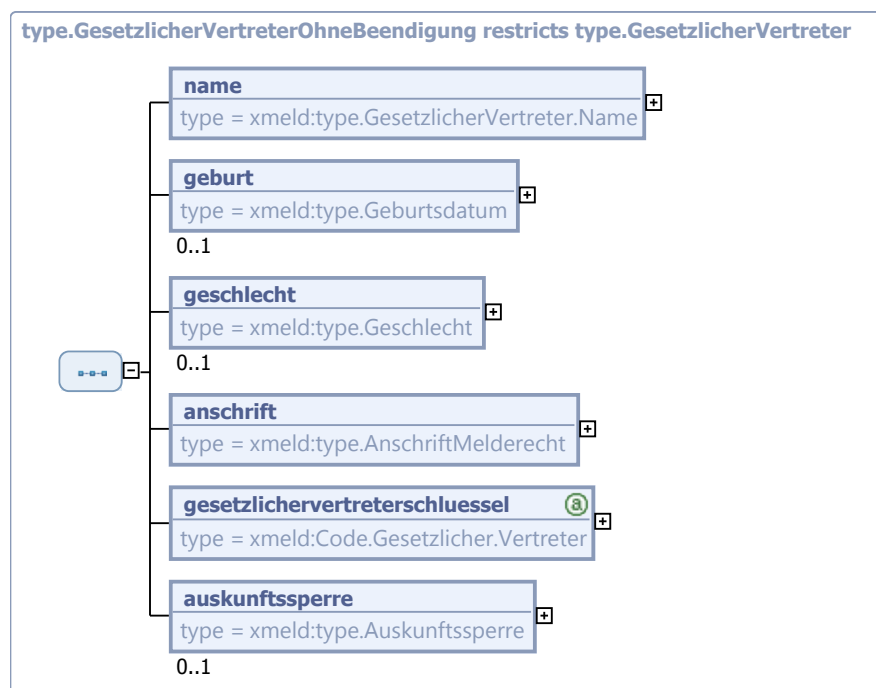 type.GesetzlicherVertreterOhneBeendigung restricts type.GesetzlicherVertreter
name
type = xmeld:type.GesetzlicherVertreter.Name
geburt
type = xmeld:type.Geburtsdatum
0..1
geschlecht
type = xmeld:type.Geschlecht
0..1
anschrift
type = xmeld:type.AnschriftMelderecht
gesetzlichervertreterschluessel a
type = xmeld:Code.Gesetzlicher.Vertreter
auskunftssperre
type = xmeld:type.Auskunftssperre
0..1